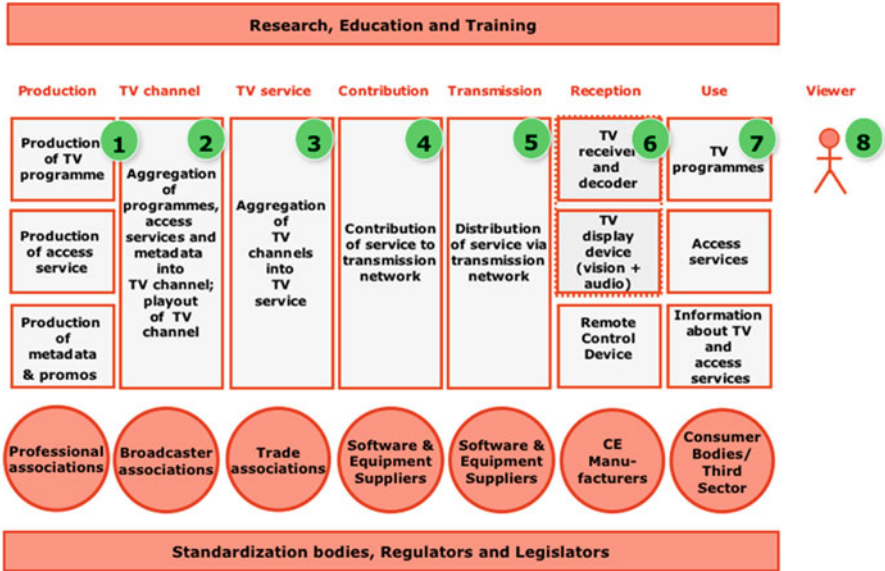 Research, Education and Training
Production
TV channel
TV service
Contribution
Transmission
Reception
Use
Viewer
1
2
3
4
5
6
7
8
Production
of TV
programme
Production
of access
service
Production
of
metadata
& promos
Aggregation
of
programmes,
access
services and
metadata
into
TV channel;
playout
of TV
channel
Aggregation
of
TV
channels
into
TV
service
Contribution
of service to
transmission
network
Distribution
of service via
transmission
network
TV
receiver
and
decoder
TV
display
device
(vision +
audio)
Remote
Control
Device
TV
programmes
Access
services
Information
about TV
and
access
services
Professional
associations
Broadcaster
associations
Trade
associations
Software &
Equipment
Suppliers
Software &
Equipment
Suppliers
CE
Manu-
facturers
Consumer
Bodies/
Third
Sector
Standardization bodies, Regulators and Legislators